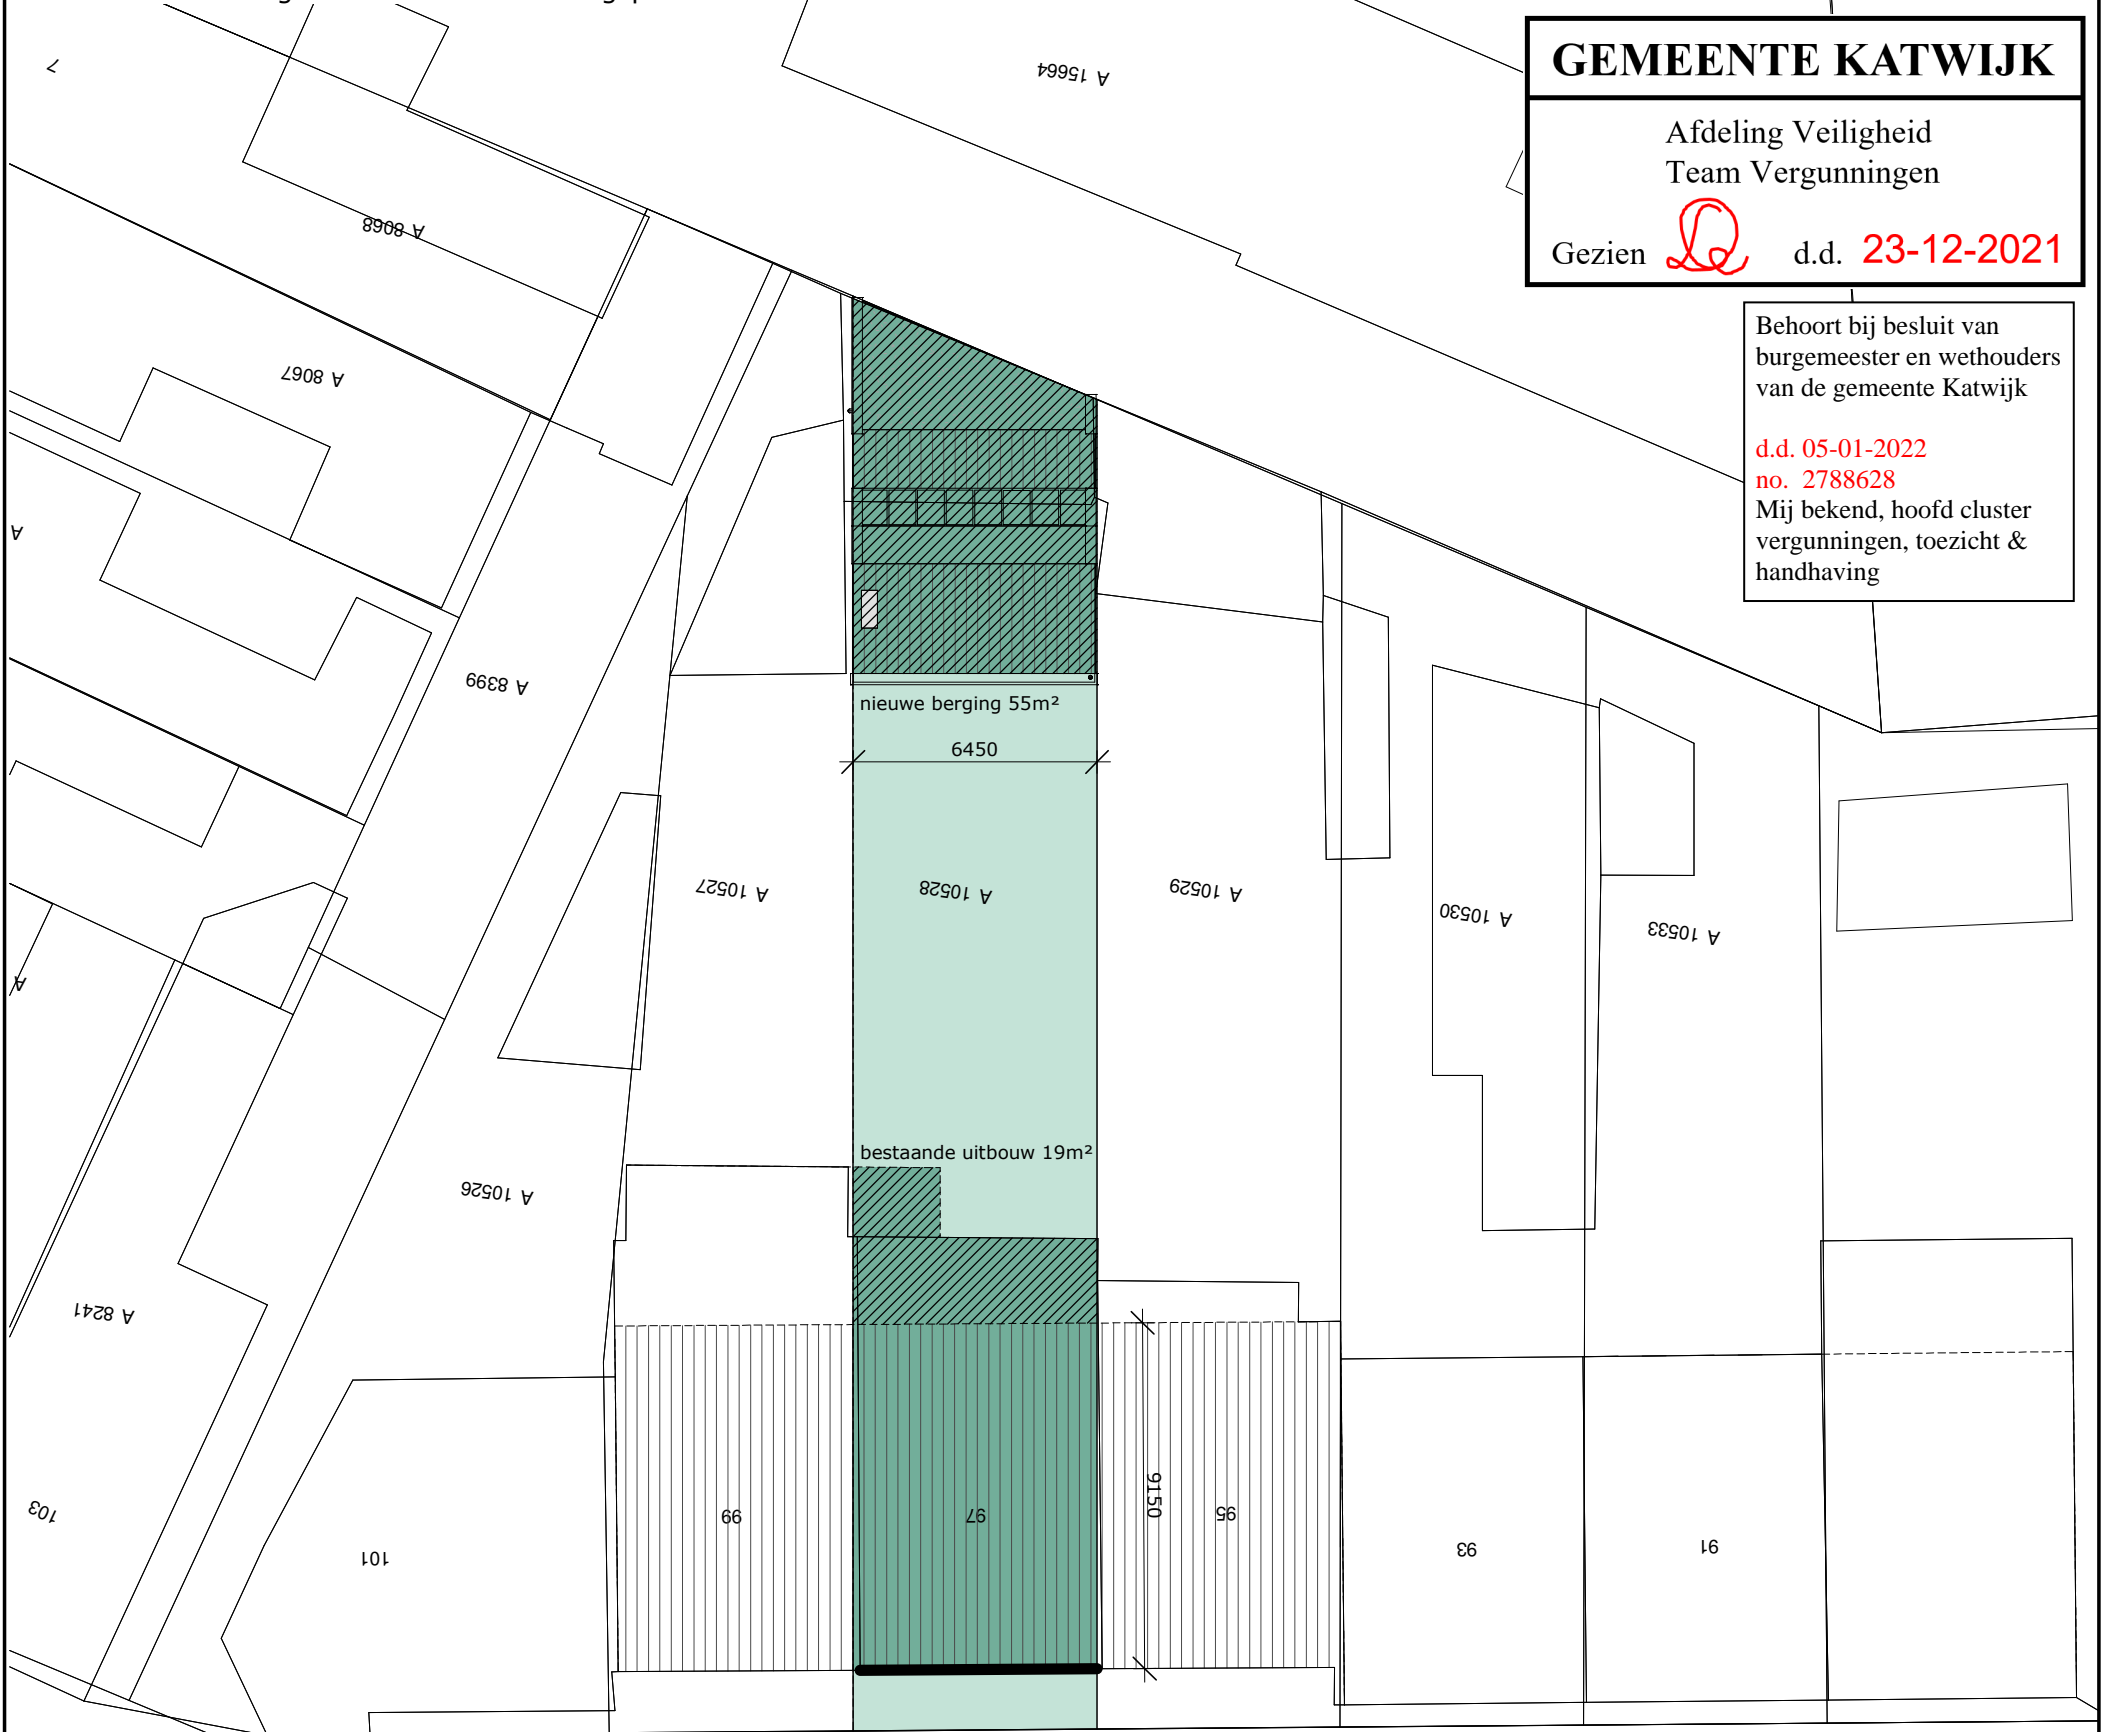 GEMEENTE KATWIJK
Afdeling Veiligheid
Team Vergunningen
Gezien d.d. 23-12-2021
Behoort bij besluit van
burgemeester en wethouders
van de gemeente Katwijk
d.d. 05-01-2022
no. 2788628
Mij bekend, hoofd cluster
vergunningen, toezicht &
handhaving
A 15664
7
A 8068
A 8067
A
A 8399
nieuwe berging 55m²
6450
A 10527
A 10528
A 10529
A 10530
A 10533
A
bestaande uitbouw 19m²
A 10526
A 8241
103
101
99
97
9150
95
93
91